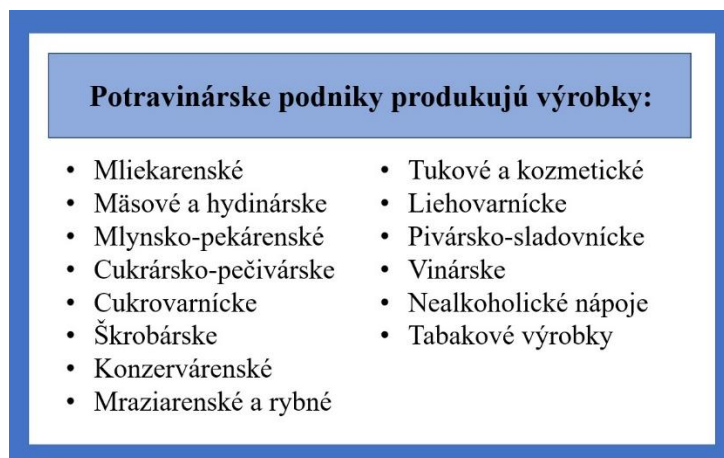 Potravinárske podniky produkujú výrobky:
• Mliekarenské
• Mäsové a hydinárske
• Mlynsko-pekárenské
• Cukrársko-pečivárske
• Cukrovarnícke
• Škrobárske
• Konzervárenské
• Mraziarenské a rybné
• Tukové a kozmetické
• Liehovarnícke
• Pivársko-sladovnícke
• Vinárske
• Nealkoholické nápoje
• Tabakové výrobky